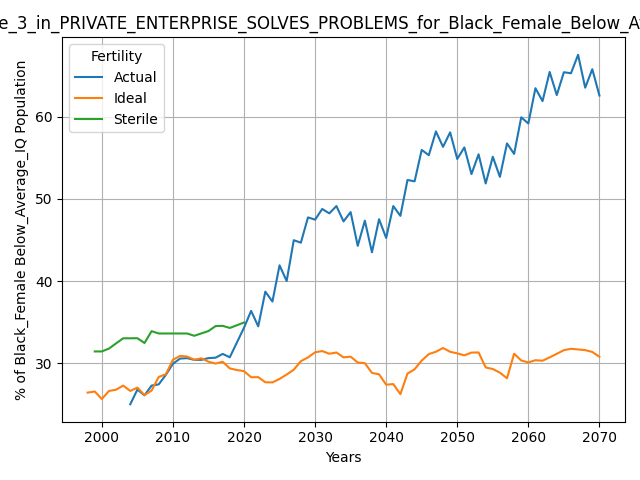 e_3_in_PRIVATE_ENTERPRISE_SOLVES_PROBLEMS_for_Black_Female_Below_A
Fertility
Actual
Ideal
Sterile
% of Black_Female Below_Average_IQ Population
60
50
40
30
2000 2010 2020 2030 2040 2050 2060 2070
Years